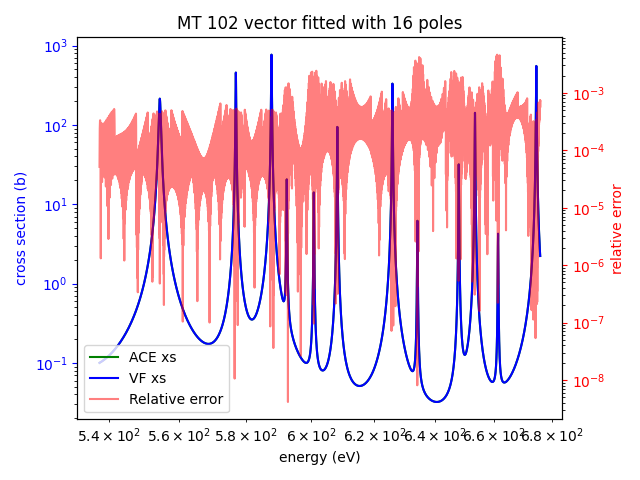 MT 102 vector fitted with 16 poles
10³
10²
10¹
10⁰
10⁻¹
cross section (b)
10⁻³
10⁻⁴
10⁻⁵
10⁻⁶
10⁻⁷
10⁻⁸
relative error
ACE xs
VF xs
Relative error
5.4 × 10² 5.6 × 10² 5.8 × 10² 6 × 10² 6.2 × 10² 6.4 × 10² 6.6 × 10² 6.8 × 10²
energy (eV)